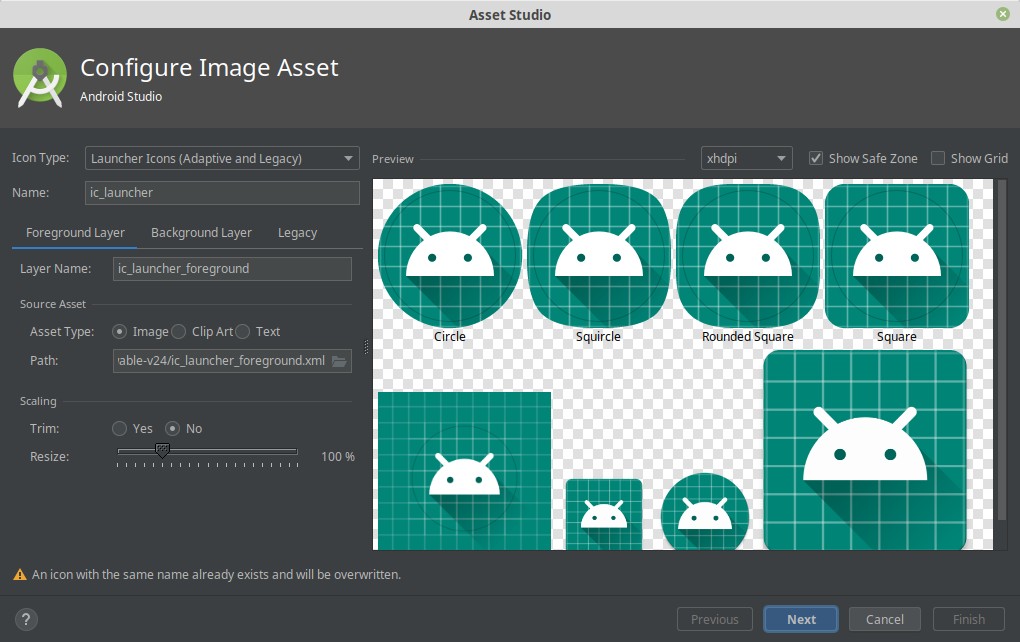 Asset Studio
Configure Image Asset
Android Studio
Icon Type: Launcher Icons (Adaptive and Legacy)
Name: ic_launcher
Foreground Layer Background Layer Legacy
Layer Name: ic_launcher_foreground
Source Asset
Asset Type: Image Clip Art Text
Path: able-v24/ic_launcher_foreground.xml
Scaling
Trim: Yes No
Resize: 100 %
Preview xhdpi Show Safe Zone Show Grid
Circle Squircle Rounded Square Square
An icon with the same name already exists and will be overwritten.
? Previous Next Cancel Finish